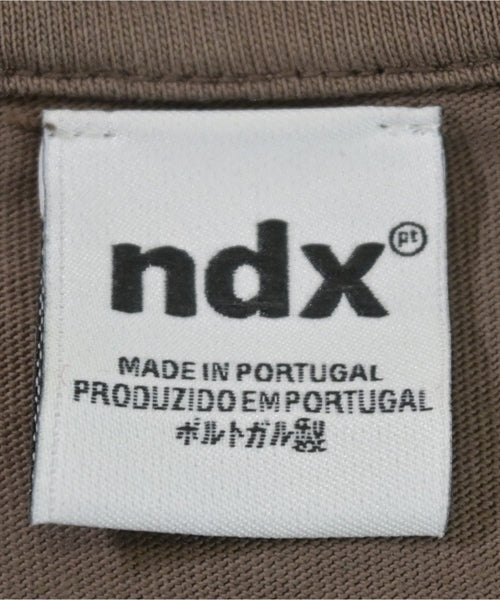 ndx pt
MADE IN PORTUGAL
PRODUZIDO EM PORTUGAL
ポルトガル製